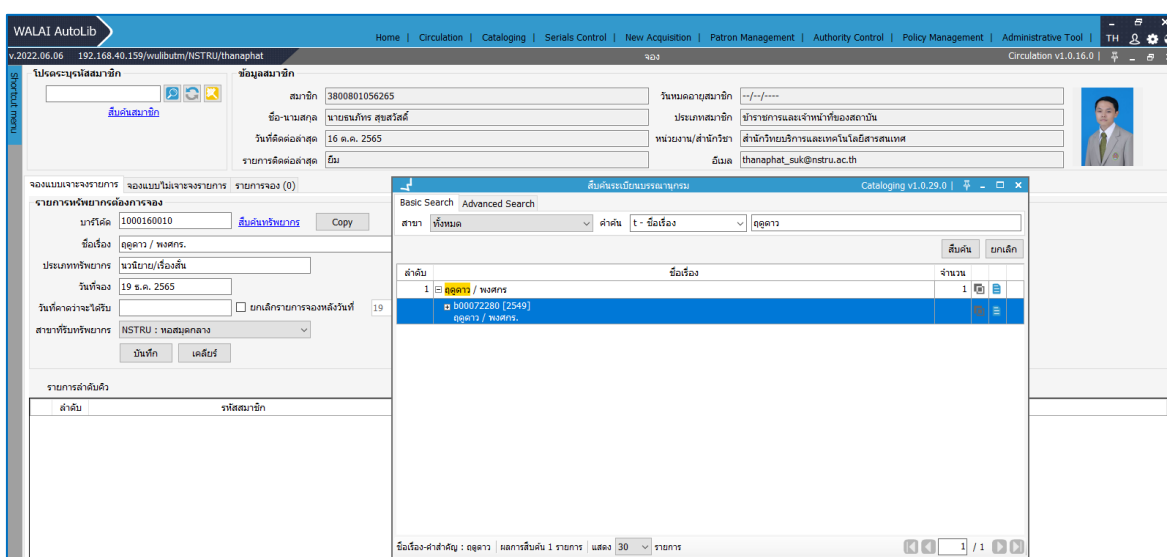 WALAI AutoLib
Home | Circulation | Cataloging | Serials Control | New Acquisition | Patron Management | Authority Control | Policy Management | Administrative Tool | TH
v.2022.06.06 192.168.40.159/wulibutm/NSTRU/thanaphat จอง Circulation v1.0.16.0 |
Shortcut menu
โปรดระบุรหัสสมาชิก ข้อมูลสมาชิก
สมาชิก 3800801056265 วันหมดอายุสมาชิก --/--/----
สืบค้นสมาชิก
ชื่อ-นามสกุล นายธนภัทร สุขสวัสดิ์ ประเภทสมาชิก ข้าราชการและเจ้าหน้าที่ของสถาบัน
วันที่ติดต่อล่าสุด 16 ต.ค. 2565 หน่วยงาน/สำนักวิชา สำนักวิทยบริการและเทคโนโลยีสารสนเทศ
รายการติดต่อล่าสุด ยืม อีเมล thanaphat_suk@nstru.ac.th
จองแบบเจาะจงรายการ จองแบบไม่เจาะจงรายการ รายการจอง (0)
รายการทรัพยากรต้องการจอง
บาร์โค้ด 1000160010 สืบค้นทรัพยากร Copy
ชื่อเรื่อง ฤดูดาว / พงศกร.
ประเภททรัพยากร นวนิยาย/เรื่องสั้น
วันที่จอง 19 ธ.ค. 2565
วันที่คาดว่าจะได้รับ ยกเลิกรายการจองหลังวันที่ 19
สาขาที่รับทรัพยากร NSTRU : หอสมุดกลาง
บันทึก เคลียร์
รายการลำดับคิว
ลำดับ รหัสสมาชิก
สืบค้นระเบียนบรรณานุกรม Cataloging v1.0.29.0 |
Basic Search Advanced Search
สาขา ทั้งหมด คำค้น t - ชื่อเรื่อง ฤดูดาว
สืบค้น ยกเลิก
ลำดับ ชื่อเรื่อง จำนวน
1 ฤดูดาว / พงศกร 1
b00072280 [2549]
ฤดูดาว / พงศกร.
ชื่อเรื่อง-คำสำคัญ : ฤดูดาว ผลการสืบค้น 1 รายการ แสดง 30 รายการ 1 / 1